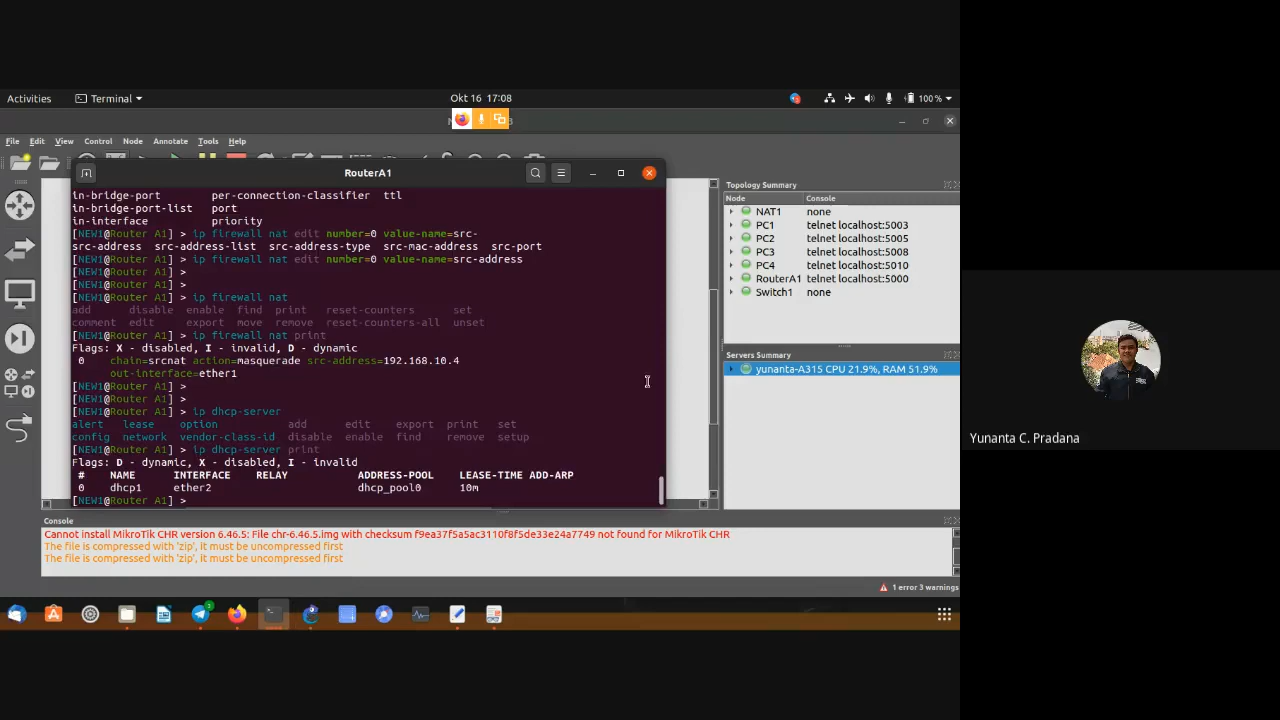 Activities
Terminal
Okt 16 17:08
100 %
File Edit View Control Node Annotate Tools Help
RouterA1
in-bridge-port per-connection-classifier ttl
in-bridge-port-list port
in-interface priority
[NEW1@Router A1] > ip firewall nat edit number=0 value-name=src-
src-address src-address-list src-address-type src-mac-address src-port
[NEW1@Router A1] > ip firewall nat edit number=0 value-name=src-address
[NEW1@Router A1] >
[NEW1@Router A1] >
[NEW1@Router A1] > ip firewall nat
add disable enable find print reset-counters set
comment edit export move remove reset-counters-all unset
[NEW1@Router A1] > ip firewall nat print
Flags: X - disabled, I - invalid, D - dynamic
0 chain=srcnat action=masquerade src-address=192.168.10.4
out-interface=ether1
[NEW1@Router A1] >
[NEW1@Router A1] >
[NEW1@Router A1] > ip dhcp-server
alert lease option add edit export print set
config network vendor-class-id disable enable find remove setup
[NEW1@Router A1] > ip dhcp-server print
Flags: D - dynamic, X - disabled, I - invalid
# NAME INTERFACE RELAY ADDRESS-POOL LEASE-TIME ADD-ARP
0 dhcp1 ether2 dhcp_pool0 10m
[NEW1@Router A1] >
Topology Summary
Node Console
NAT1 none
PC1 telnet localhost:5003
PC2 telnet localhost:5005
PC3 telnet localhost:5008
PC4 telnet localhost:5010
RouterA1 telnet localhost:5000
Switch1 none
Servers Summary
yunanta-A315 CPU 21.9%, RAM 51.9%
Console
Cannot install MikroTik CHR version 6.46.5: File chr-6.46.5.img with checksum f9ea37f5a5ac3110f8f5de33e24a7749 not found for MikroTik CHR
The file is compressed with 'zip', it must be uncompressed first
The file is compressed with 'zip', it must be uncompressed first
1 error 3 warnings
Yunanta C. Pradana